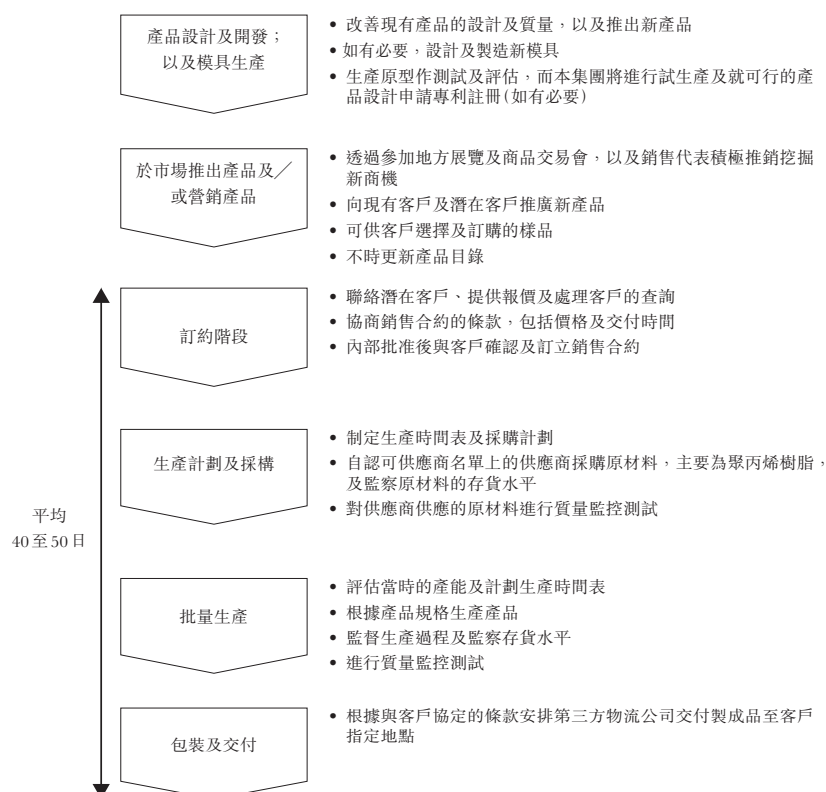 產品設計及開發；
以及模具生產
• 改善現有產品的設計及質量，以及推出新產品
• 如有必要，設計及製造新模具
• 生產原型作測試及評估，而本集團將進行試生產及就可行的產
品設計申請專利註冊(如有必要)
於市場推出產品及／
或營銷產品
• 透過參加地方展覽及商品交易會，以及銷售代表積極推銷挖掘
新商機
• 向現有客戶及潛在客戶推廣新產品
• 可供客戶選擇及訂購的樣品
• 不時更新產品目錄
訂約階段
• 聯絡潛在客戶、提供報價及處理客戶的查詢
• 協商銷售合約的條款，包括價格及交付時間
• 內部批准後與客戶確認及訂立銷售合約
生產計劃及採構
• 制定生產時間表及採購計劃
• 自認可供應商名單上的供應商採購原材料，主要為聚丙烯樹脂，
及監察原材料的存貨水平
• 對供應商供應的原材料進行質量監控測試
平均
40至50日
批量生產
• 評估當時的產能及計劃生產時間表
• 根據產品規格生產產品
• 監督生產過程及監察存貨水平
• 進行質量監控測試
包裝及交付
• 根據與客戶協定的條款安排第三方物流公司交付製成品至客戶
指定地點